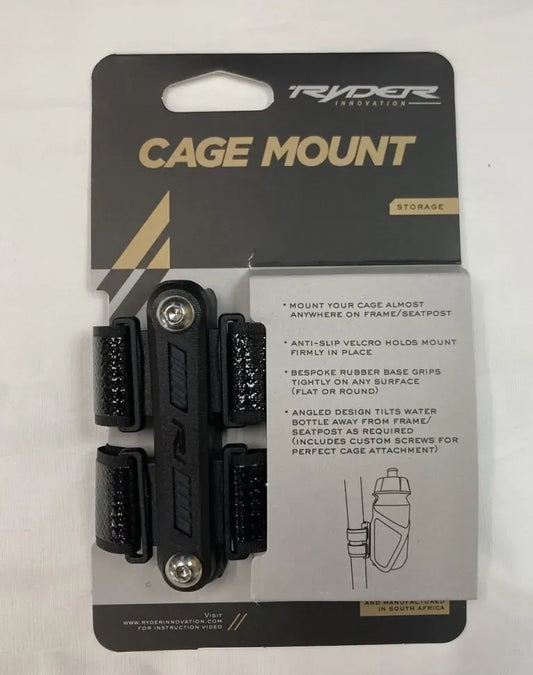 RYDER
INNOVATION
CAGE MOUNT
STORAGE
• MOUNT YOUR CAGE ALMOST
ANYWHERE ON FRAME/SEATPOST
• ANTI-SLIP VELCRO HOLDS MOUNT
FIRMLY IN PLACE
• BESPOKE RUBBER BASE GRIPS
TIGHTLY ON ANY SURFACE
(FLAT OR ROUND)
• ANGLED DESIGN TILTS WATER
BOTTLE AWAY FROM FRAME/
SEATPOST AS REQUIRED
(INCLUDES CUSTOM SCREWS FOR
PERFECT CAGE ATTACHMENT)
AND MANUFACTURED
IN SOUTH AFRICA
VISIT
WWW.RYDERINNOVATION.COM
FOR INSTRUCTION VIDEO